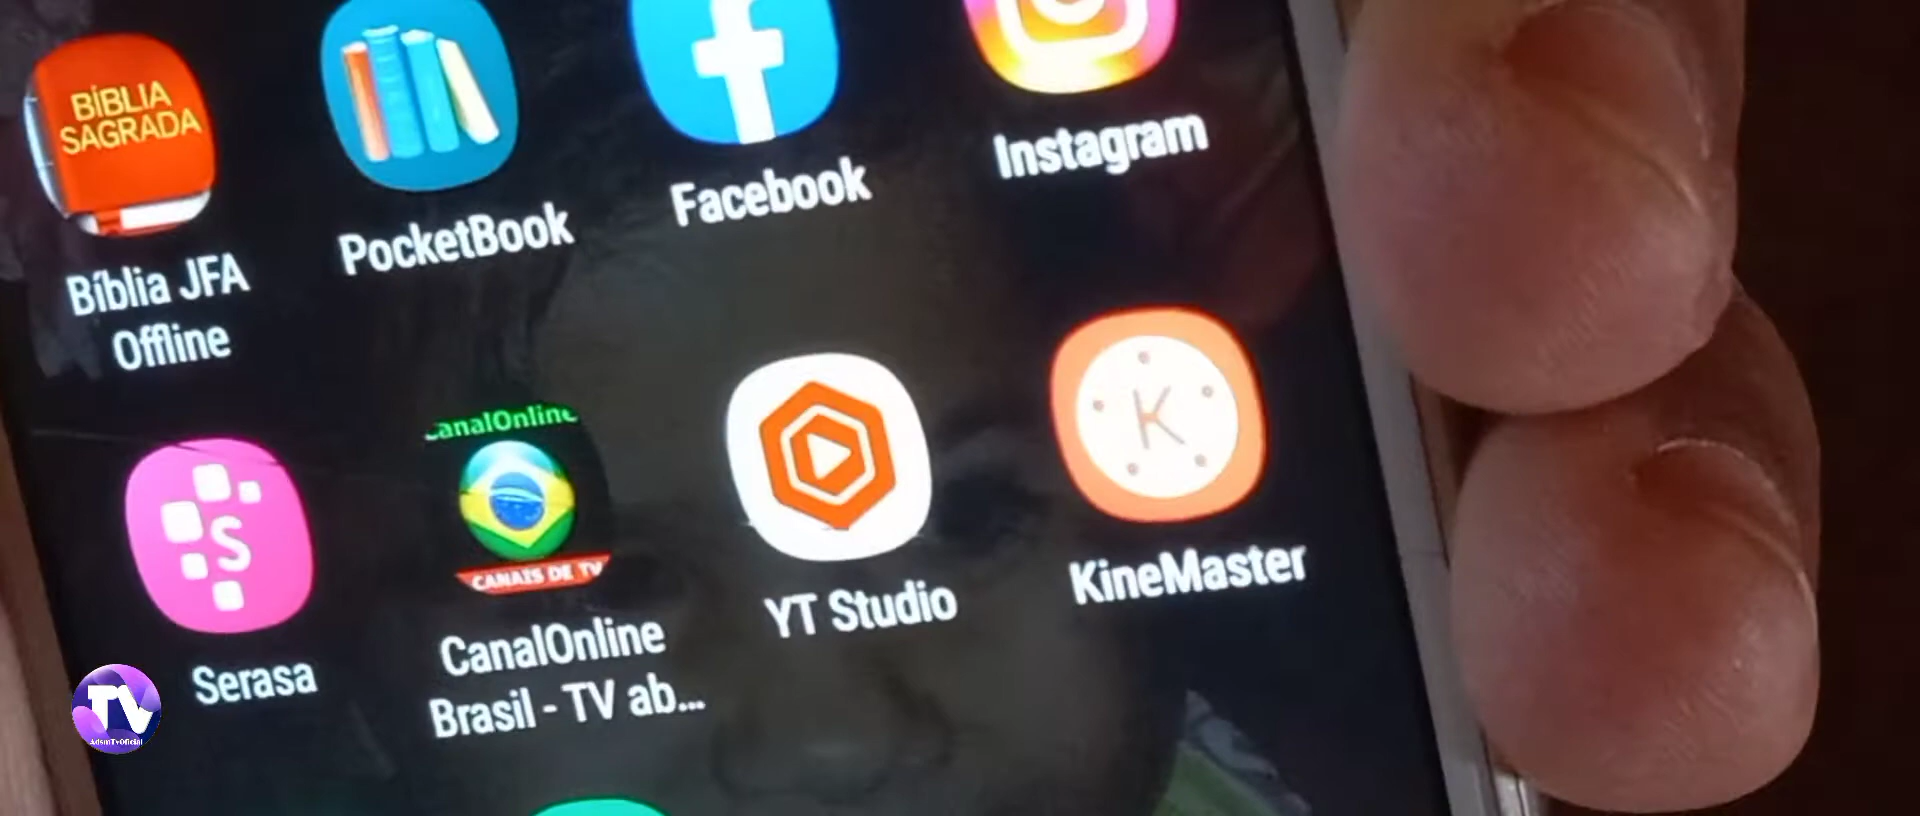 BÍBLIA
SAGRADA
Bíblia JFA
Offline
PocketBook
Facebook
Instagram
S
Serasa
CanalOnline
CANAIS DE TV
CanalOnline
Brasil - TV ab...
YT Studio
K
KineMaster
TV
AdsmTvOficial